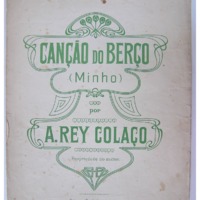 CANÇÃO DO BERÇO
(Minho)
por
A. REY COLAÇO